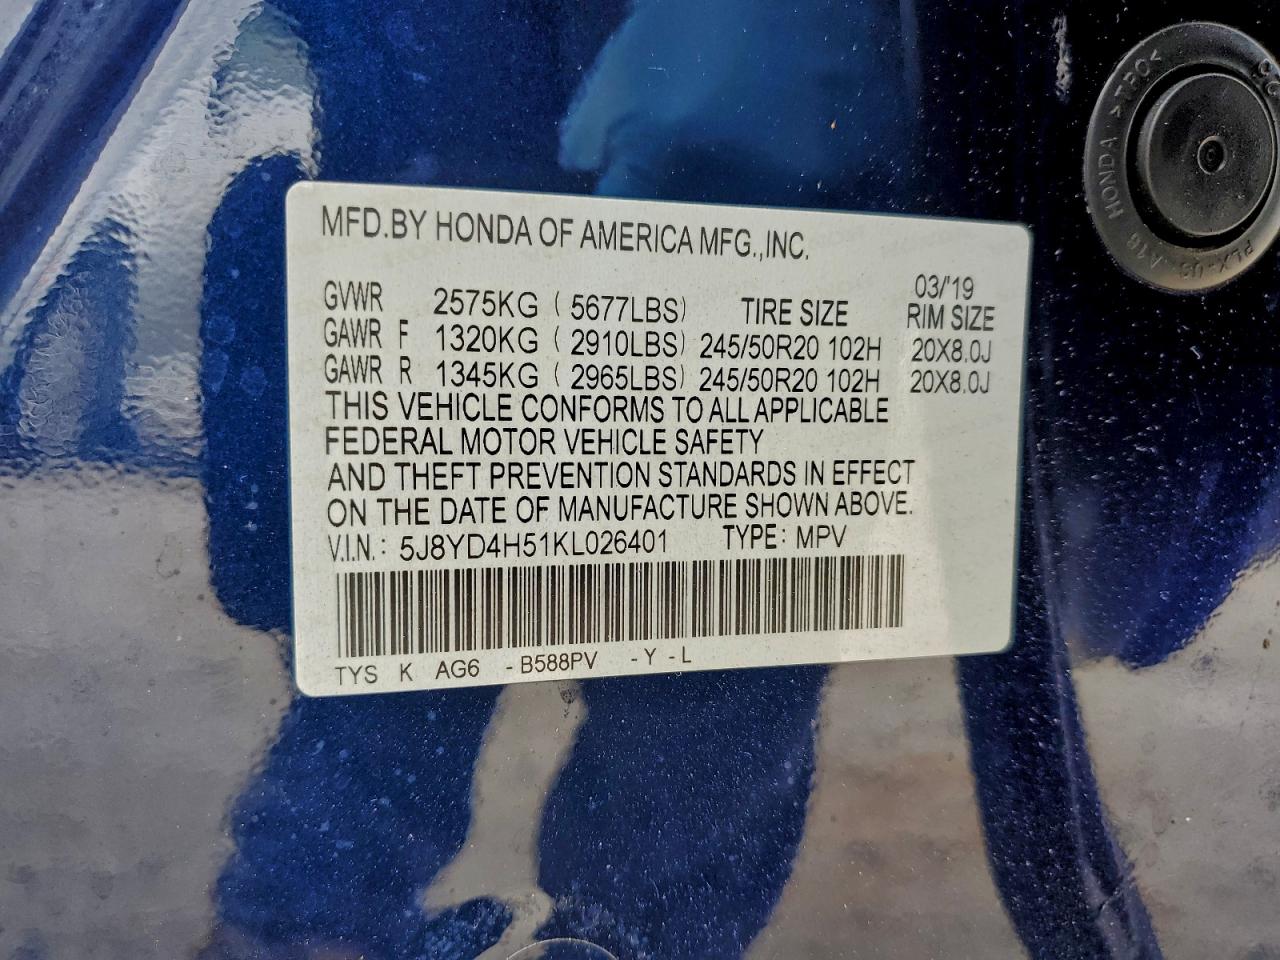 MFD.BY HONDA OF AMERICA MFG.,INC.
03/'19
GVWR 2575KG ( 5677LBS) TIRE SIZE RIM SIZE
GAWR F 1320KG ( 2910LBS) 245/50R20 102H 20X8.0J
GAWR R 1345KG ( 2965LBS) 245/50R20 102H 20X8.0J
THIS VEHICLE CONFORMS TO ALL APPLICABLE
FEDERAL MOTOR VEHICLE SAFETY
AND THEFT PREVENTION STANDARDS IN EFFECT
ON THE DATE OF MANUFACTURE SHOWN ABOVE.
V.I.N.: 5J8YD4H51KL026401 TYPE: MPV
TYS K AG6 - B588PV - Y - L
HONDA >TEO<